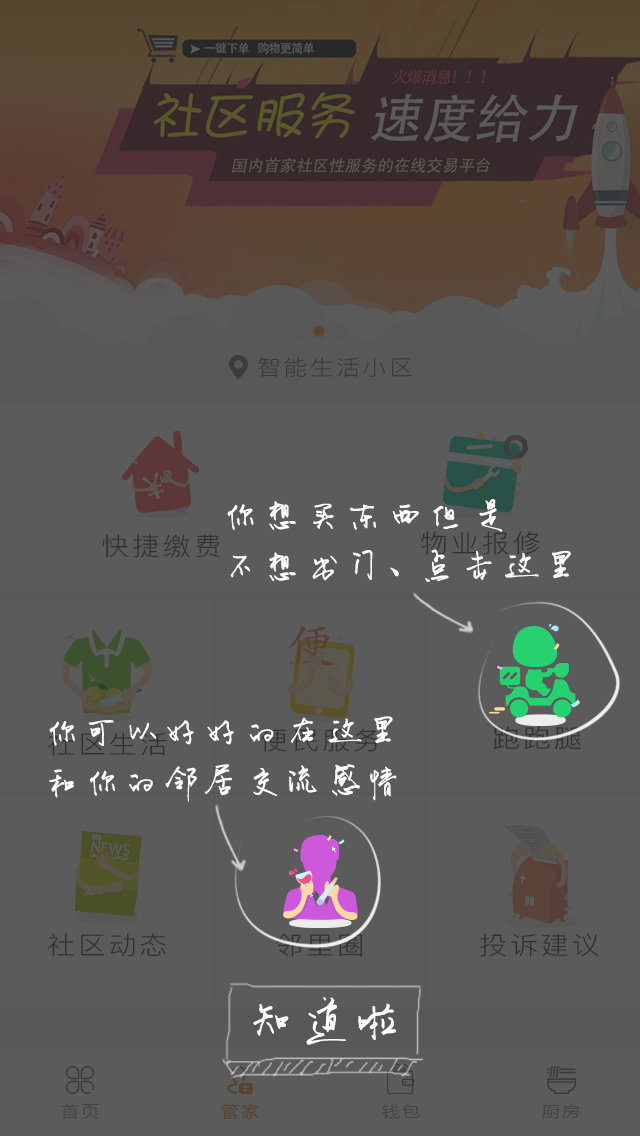 一键下单 购物更简单
火爆消息！！！
社区服务 速度给力
国内首家社区性服务的在线交易平台
智能生活小区
快捷缴费
物业报修
你想买东西但是
不想出门、点击这里
便
社区生活
便民服务
跑跑腿
你可以好好的在这里
和你的邻居交流感情
NEWS
社区动态
邻里圈
投诉建议
知道啦
首页
管家
钱包
厨房